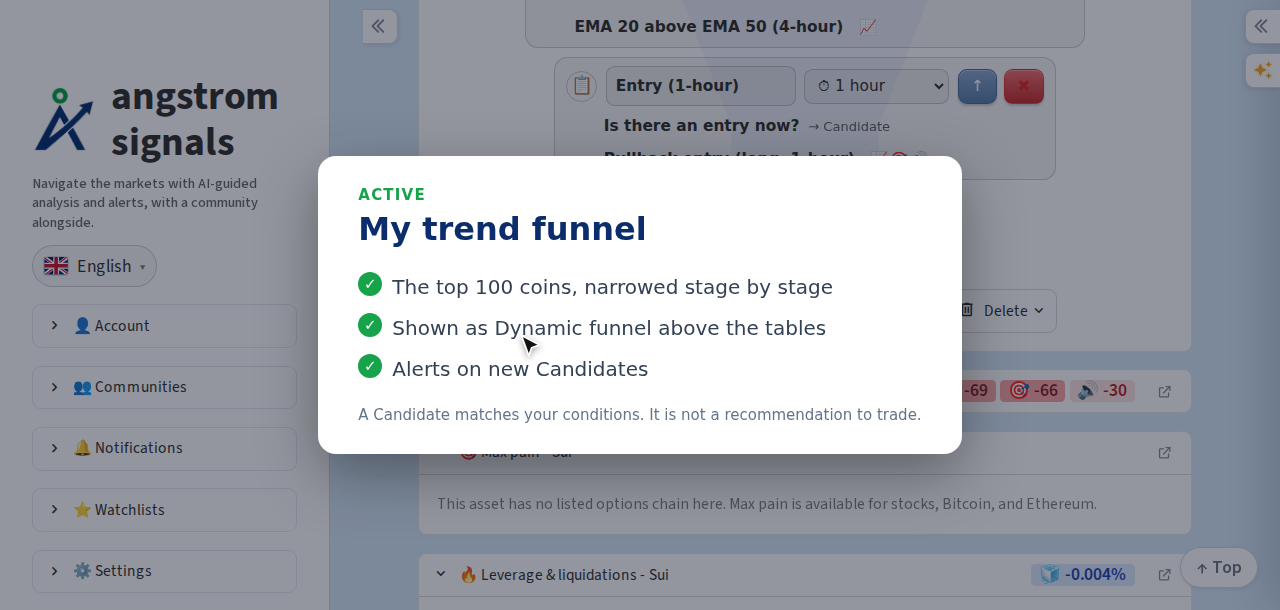 EMA 20 above EMA 50 (4-hour)
Entry (1-hour)
1 hour
Is there an entry now? → Candidate
angstrom
signals
Navigate the markets with AI-guided
analysis and alerts, with a community
alongside.
English
Account
Communities
Notifications
Watchlists
Settings
ACTIVE
My trend funnel
The top 100 coins, narrowed stage by stage
Shown as Dynamic funnel above the tables
Alerts on new Candidates
A Candidate matches your conditions. It is not a recommendation to trade.
Delete
-69
-66
-30
This asset has no listed options chain here. Max pain is available for stocks, Bitcoin, and Ethereum.
Leverage & liquidations - Sui
-0.004%
↑ Top